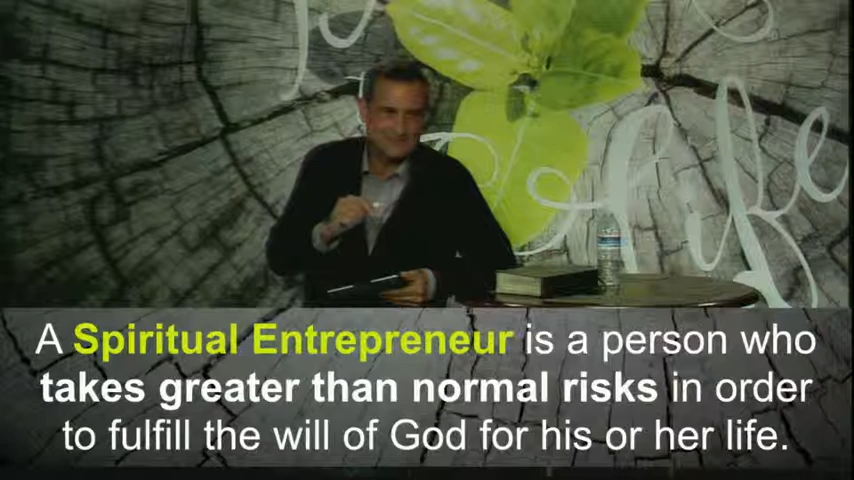 life
A Spiritual Entrepreneur is a person who
takes greater than normal risks in order
to fulfill the will of God for his or her life.